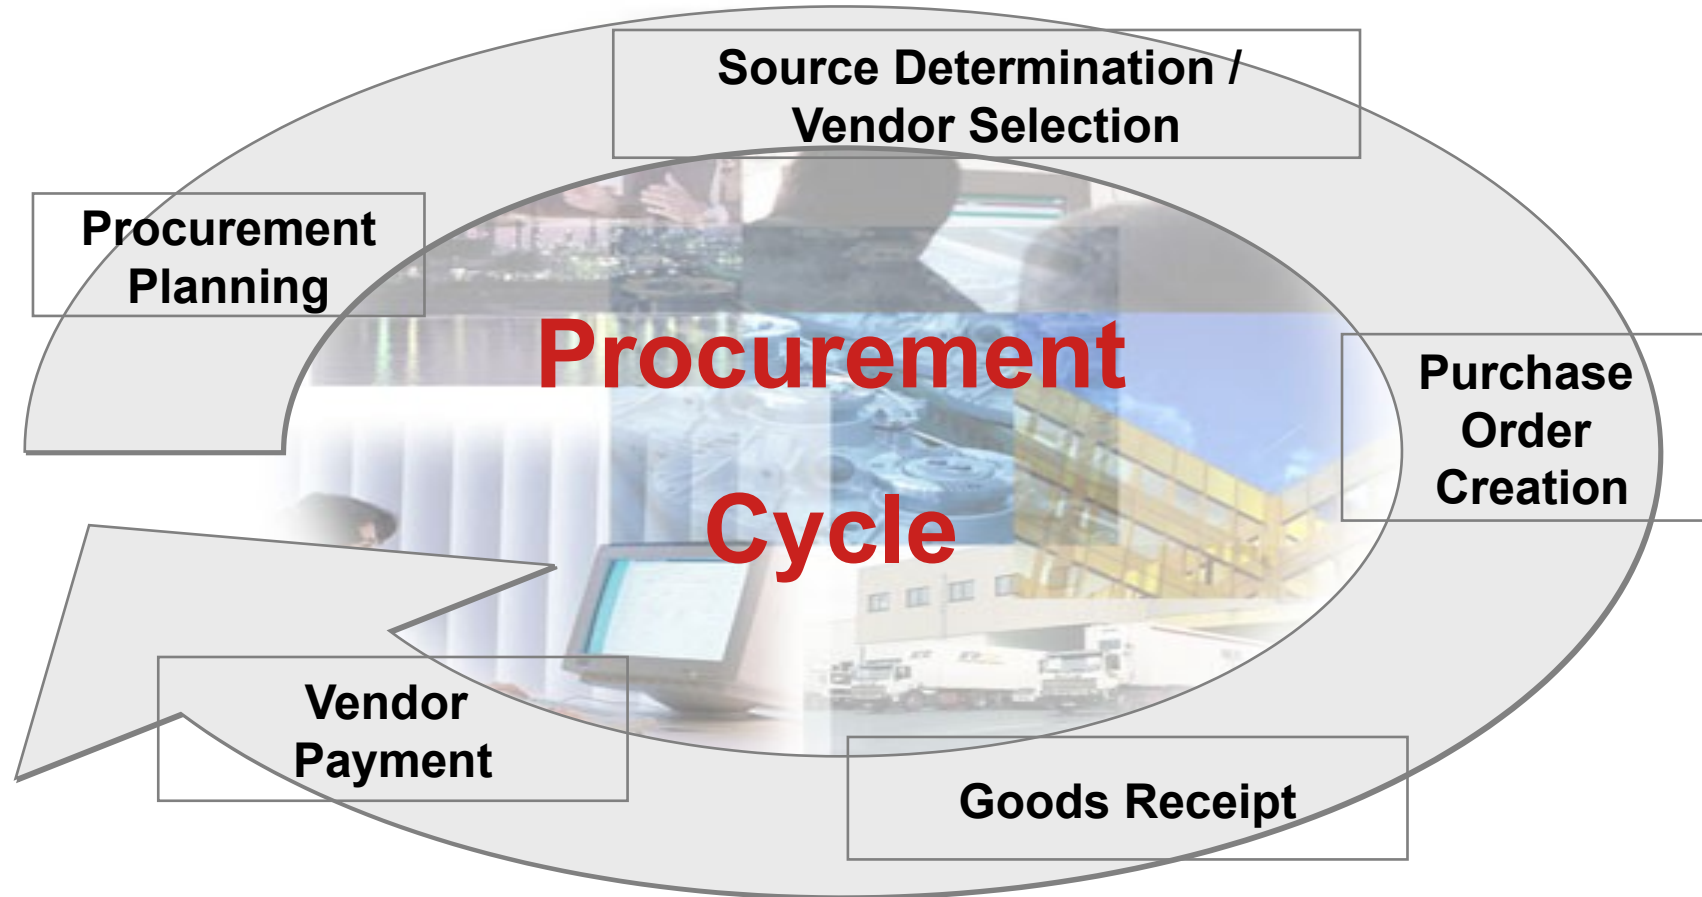 Source Determination /
Vendor Selection
Procurement
Planning
Procurement
Cycle
Purchase
Order
Creation
Vendor
Payment
Goods Receipt